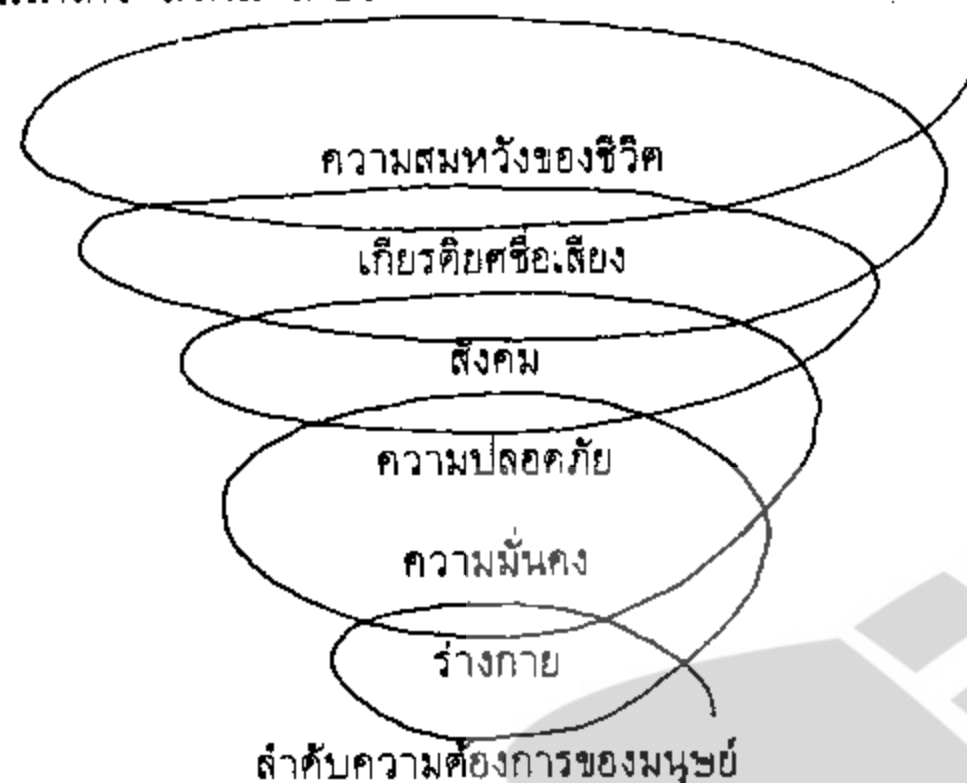 ความสมหวังของชีวิต
เกียรติยศชื่อเสียง
สังคม
ความปลอดภัย
ความมั่นคง
ร่างกาย
ลำดับความต้องการของมนุษย์